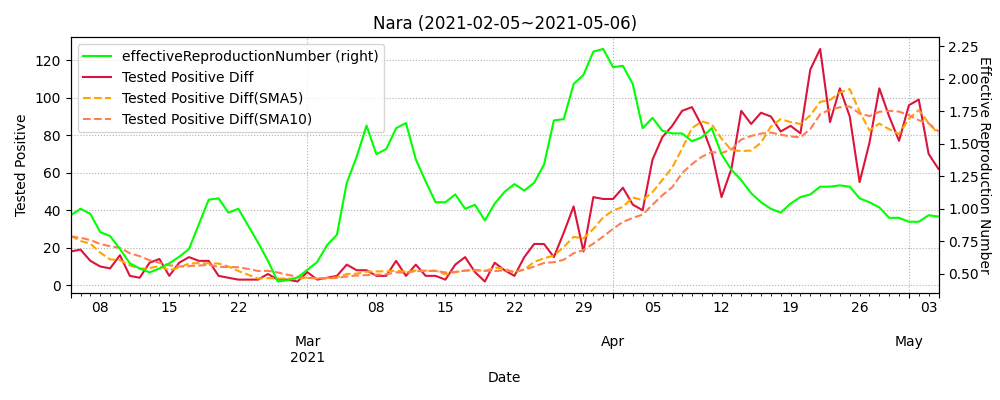 Nara (2021-02-05~2021-05-06)
effectiveReproductionNumber (right)
Tested Positive Diff
Tested Positive Diff(SMA5)
Tested Positive Diff(SMA10)
Tested Positive
120
100
80
60
40
20
0
2.25
2.00
1.75
1.50
1.25
1.00
0.75
0.50
Effective Reproduction Number
08 15 22 08 15 22 29 05 12 19 26 03
Mar Apr May
2021
Date